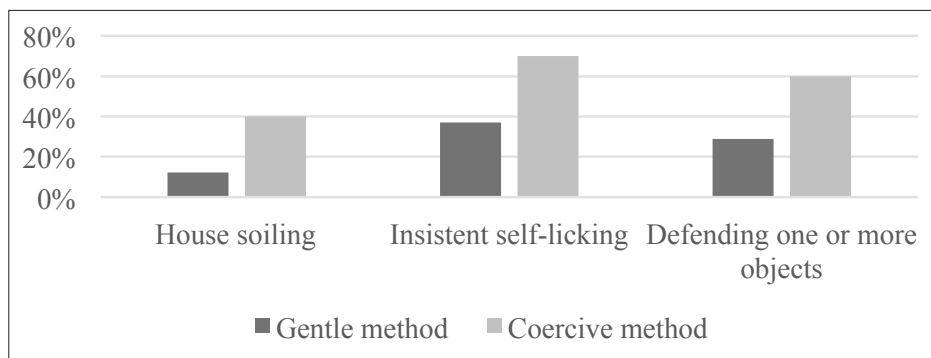 80%
60%
40%
20%
0%
House soiling
Insistent self-licking
Defending one or more
objects
Gentle method
Coercive method